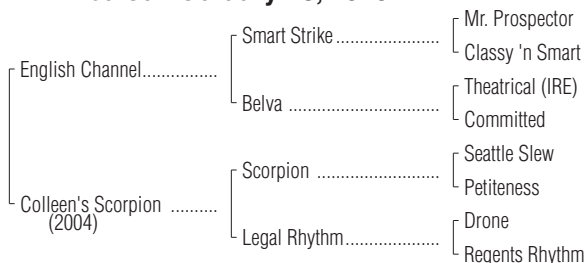 Mr. Prospector
Smart Strike
Classy 'n Smart
English Channel
Theatrical (IRE)
Belva
Committed
Seattle Slew
Scorpion
Petiteness
Colleen's Scorpion
(2004)
Drone
Legal Rhythm
Regents Rhythm